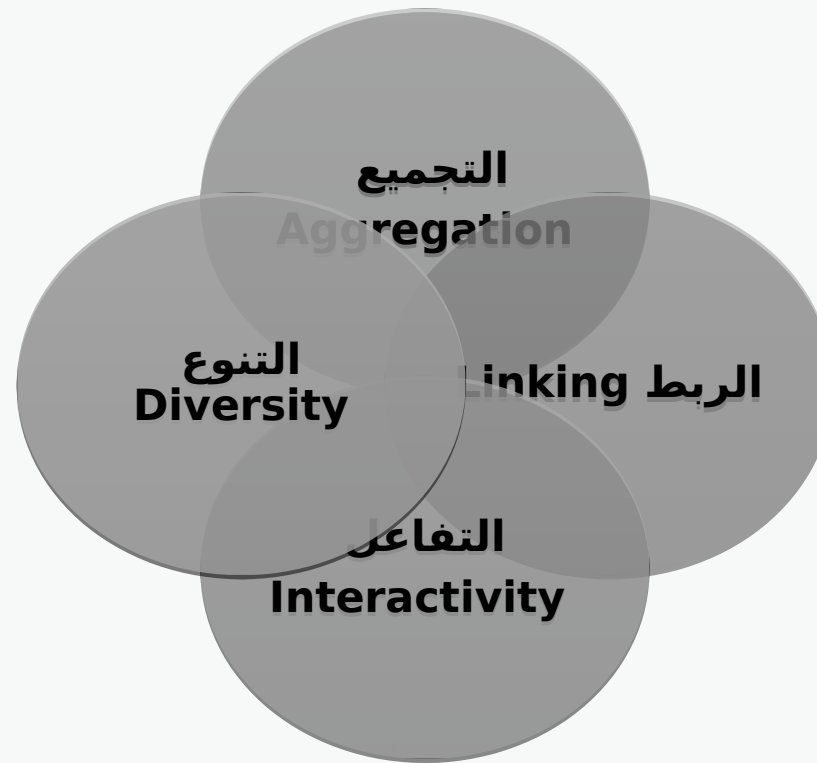 التجميع
Aggregation
التنوع
Diversity
الربط Linking
التفاعل
Interactivity